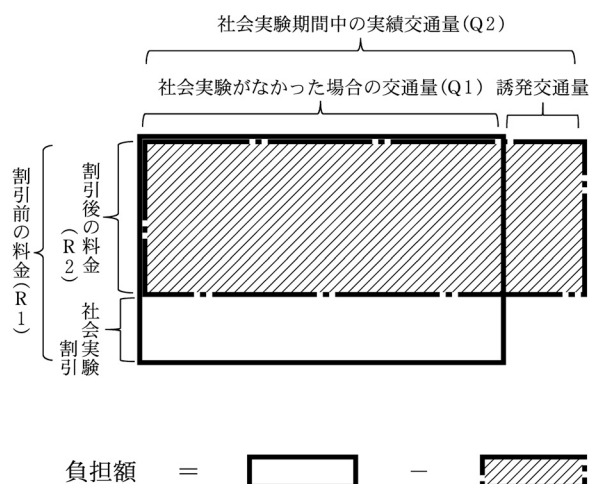 社会実験期間中の実績交通量(Q2)
社会実験がなかった場合の交通量(Q1)
誘発交通量
割引前の料金(R1)
割引後の料金
(R2)
社会実験
割引
負担額 = －